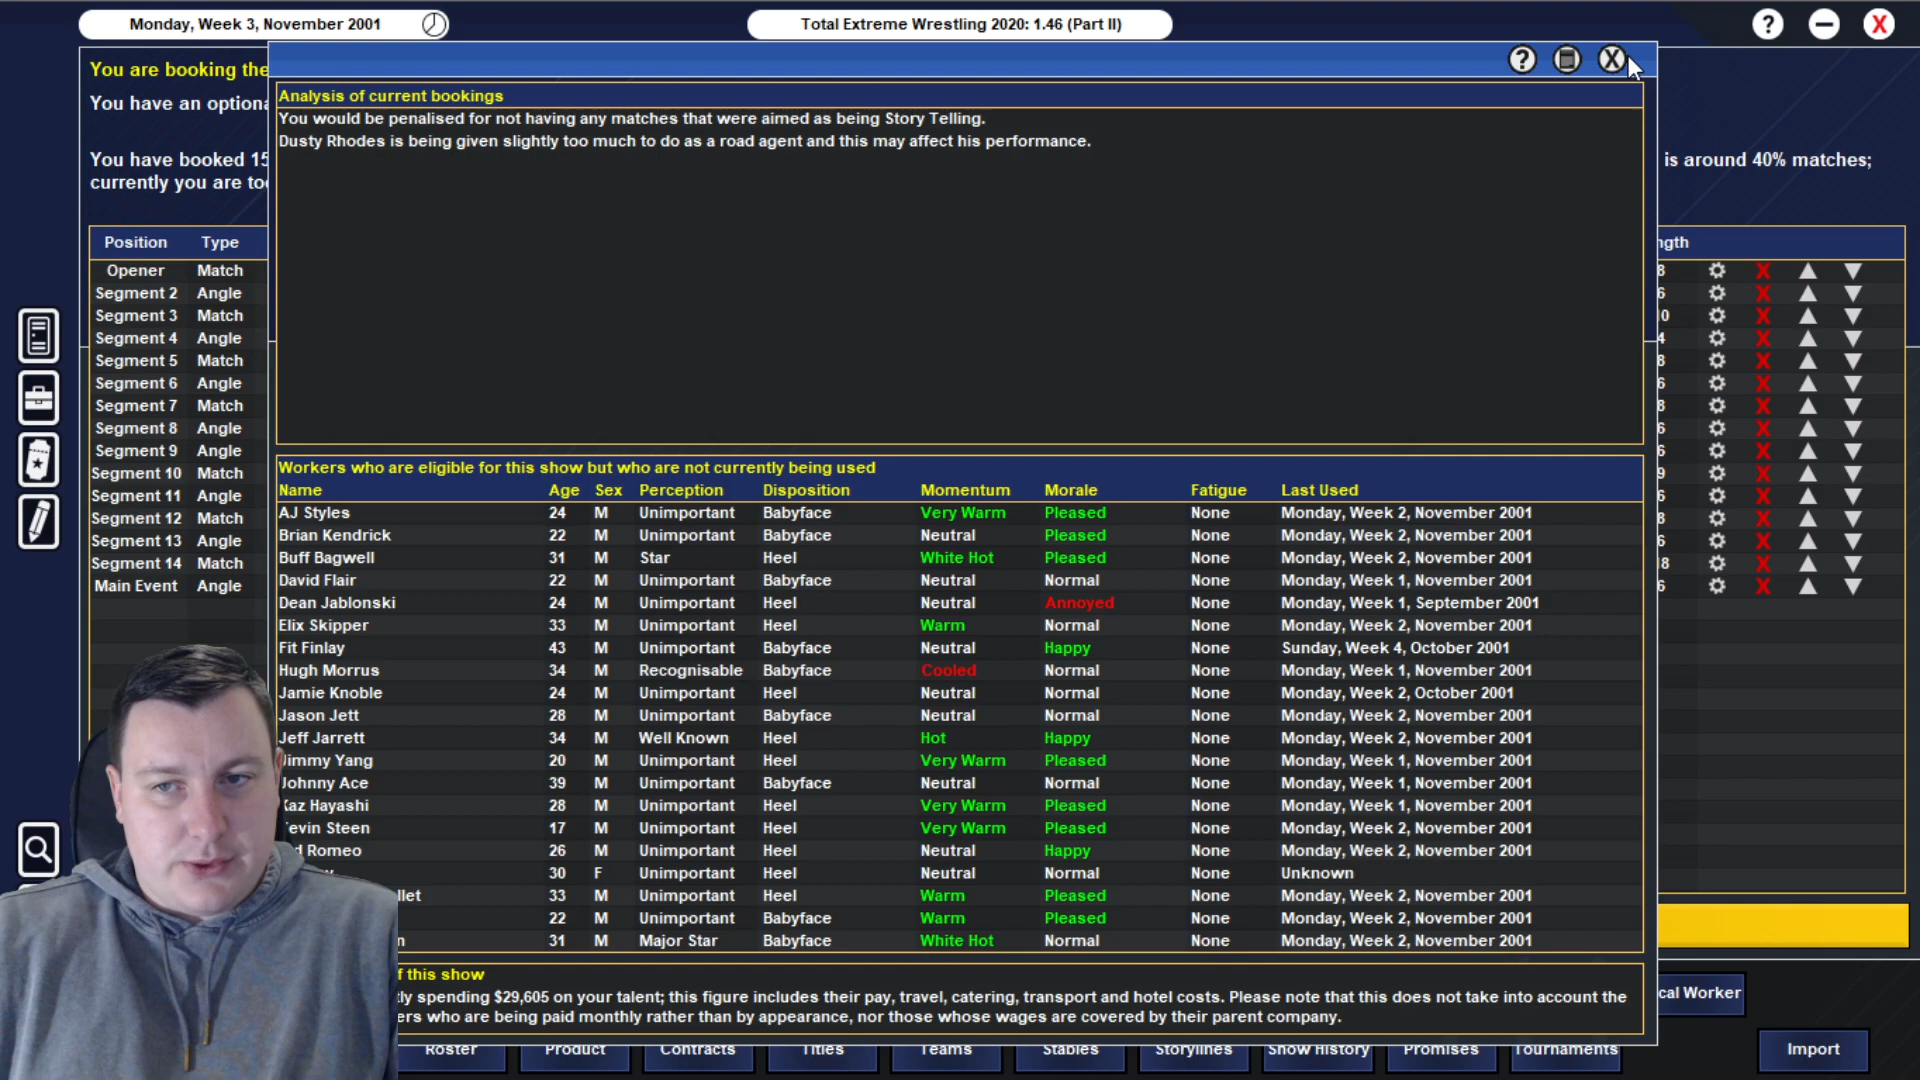 Monday, Week 3, November 2001
Total Extreme Wrestling 2020: 1.46 (Part II)
? X
? X
You are booking the
You have an optiona
You have booked 15 is around 40% matches;
currently you are too
Analysis of current bookings
You would be penalised for not having any matches that were aimed as being Story Telling.
Dusty Rhodes is being given slightly too much to do as a road agent and this may affect his performance.
Position Type ngth
Opener Match 8 X
Segment 2 Angle 6 X
Segment 3 Match 0 X
Segment 4 Angle 4 X
Segment 5 Match 8 X
Segment 6 Angle 6 X
Segment 7 Match 8 X
Segment 8 Angle 6 X
Segment 9 Angle 6 X
Segment 10 Match 9 X
Segment 11 Angle 6 X
Segment 12 Match 8 X
Segment 13 Angle 6 X
Segment 14 Match 18 X
Main Event Angle 6 X
Workers who are eligible for this show but who are not currently being used
Name Age Sex Perception Disposition Momentum Morale Fatigue Last Used
AJ Styles 24 M Unimportant Babyface Very Warm Pleased None Monday, Week 2, November 2001
Brian Kendrick 22 M Unimportant Babyface Neutral Pleased None Monday, Week 2, November 2001
Buff Bagwell 31 M Star Heel White Hot Pleased None Monday, Week 2, November 2001
David Flair 22 M Unimportant Babyface Neutral Normal None Monday, Week 1, November 2001
Dean Jablonski 24 M Unimportant Heel Neutral Annoyed None Monday, Week 1, September 2001
Elix Skipper 33 M Unimportant Heel Warm Normal None Monday, Week 2, November 2001
Fit Finlay 43 M Unimportant Babyface Neutral Happy None Sunday, Week 4, October 2001
Hugh Morrus 34 M Recognisable Babyface Cooled Normal None Monday, Week 1, November 2001
Jamie Knoble 24 M Unimportant Heel Neutral Normal None Monday, Week 2, October 2001
Jason Jett 28 M Unimportant Babyface Neutral Normal None Monday, Week 2, November 2001
Jeff Jarrett 34 M Well Known Heel Hot Happy None Monday, Week 2, November 2001
Jimmy Yang 20 M Unimportant Heel Very Warm Pleased None Monday, Week 1, November 2001
Johnny Ace 39 M Unimportant Babyface Neutral Normal None Monday, Week 1, November 2001
Kaz Hayashi 28 M Unimportant Heel Very Warm Pleased None Monday, Week 1, November 2001
evin Steen 17 M Unimportant Heel Very Warm Pleased None Monday, Week 2, November 2001
d Romeo 26 M Unimportant Heel Neutral Happy None Monday, Week 2, November 2001
30 F Unimportant Heel Neutral Normal None Unknown
llet 33 M Unimportant Heel Warm Pleased None Monday, Week 2, November 2001
22 M Unimportant Babyface Warm Pleased None Monday, Week 2, November 2001
n 31 M Major Star Babyface White Hot Normal None Monday, Week 2, November 2001
f this show
tly spending $29,605 on your talent; this figure includes their pay, travel, catering, transport and hotel costs. Please note that this does not take into account the
ers who are being paid monthly rather than by appearance, nor those whose wages are covered by their parent company.
cal Worker
Roster Product Contracts Titles Teams Stables Storylines Show History Promises Tournaments Import